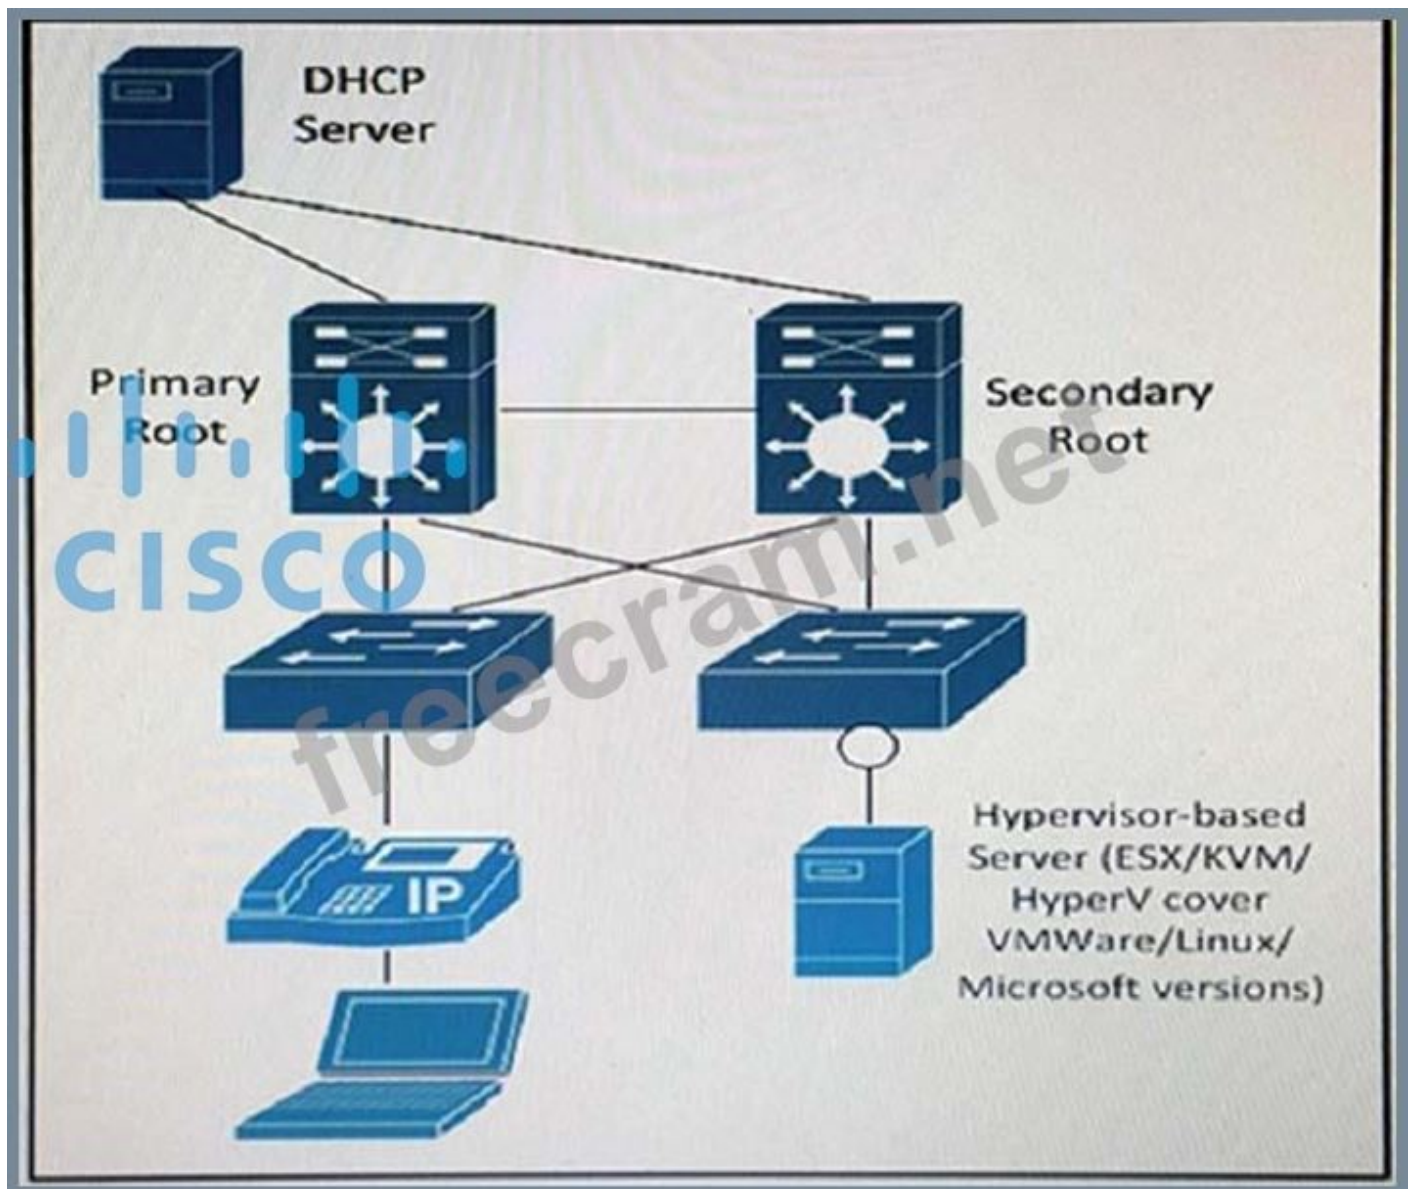 DHCP
Server
Primary
Root
Secondary
Root
CISCO
freecram.net
IP
Hypervisor-based
Server (ESX/KVM/
HyperV cover
VMWare/Linux/
Microsoft versions)